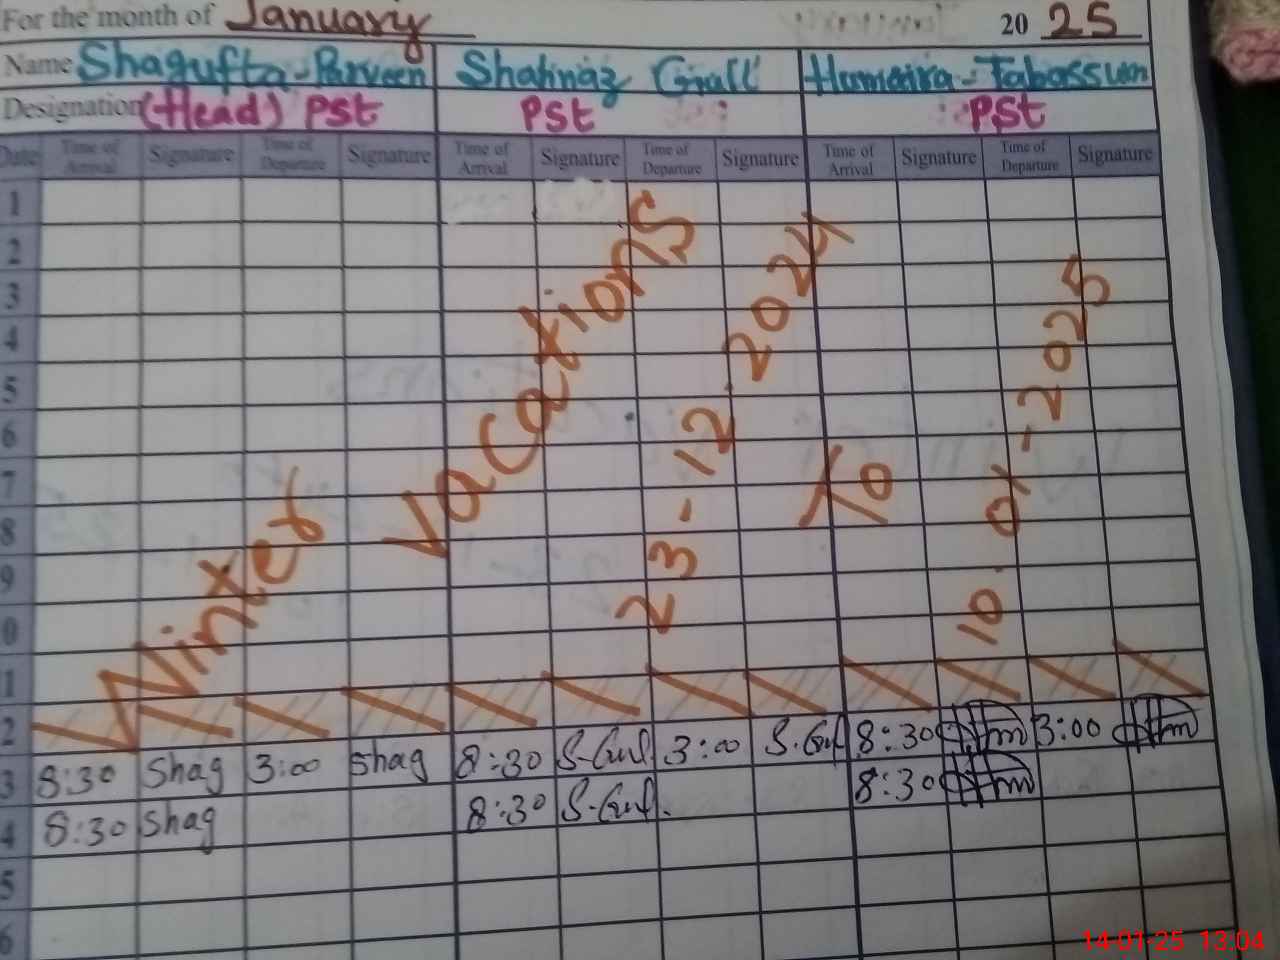 For the month of January 2025
Name Shagufta-Parveen Shahnaz Gull Humaira-Tabassum
Designation (Head) PST PST PST
Date Time of Arrival Signature Time of Departure Signature Time of Arrival Signature Time of Departure Signature Time of Arrival Signature Time of Departure Signature
1
2
3
4
5
6
7
8
9
0
1
2
3 8:30 Shag 3:00 Shag 8:30 S-Gul 3:00 S.Gul 8:30 3:00
4 8:30 Shag 8:30 S-Gul. 8:30
5
6
Winter Vacations
23-12-2024 To 10-01-2025
14-01-25 13:04